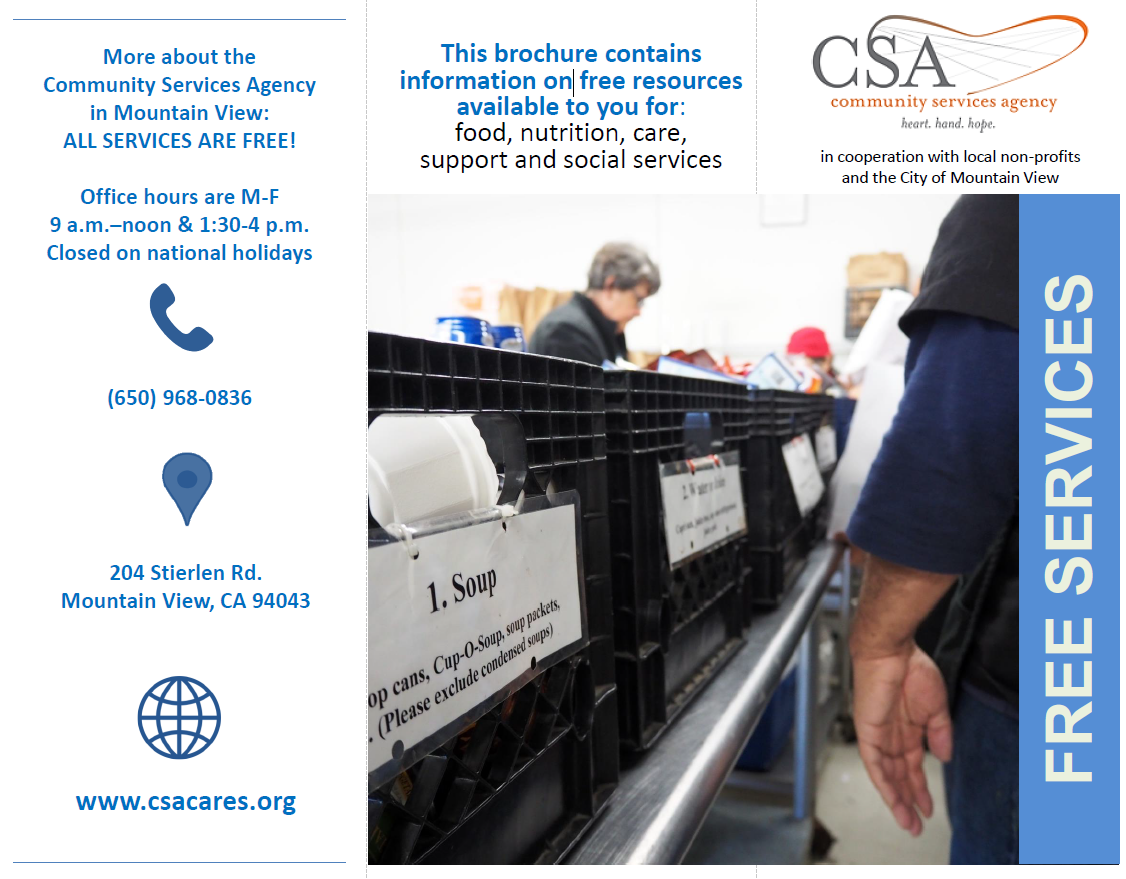 More about the
Community Services Agency
in Mountain View:
ALL SERVICES ARE FREE!
Office hours are M-F
9 a.m.–noon & 1:30-4 p.m.
Closed on national holidays
(650) 968-0836
204 Stierlen Rd.
Mountain View, CA 94043
www.csacares.org
This brochure contains
information on free resources
available to you for:
food, nutrition, care,
support and social services
CSA
community services agency
heart. hand. hope.
in cooperation with local non-profits
and the City of Mountain View
1. Soup
op cans, Cup-O-Soup, soup packets,
. (Please exclude condensed soups)
2.
FREE SERVICES